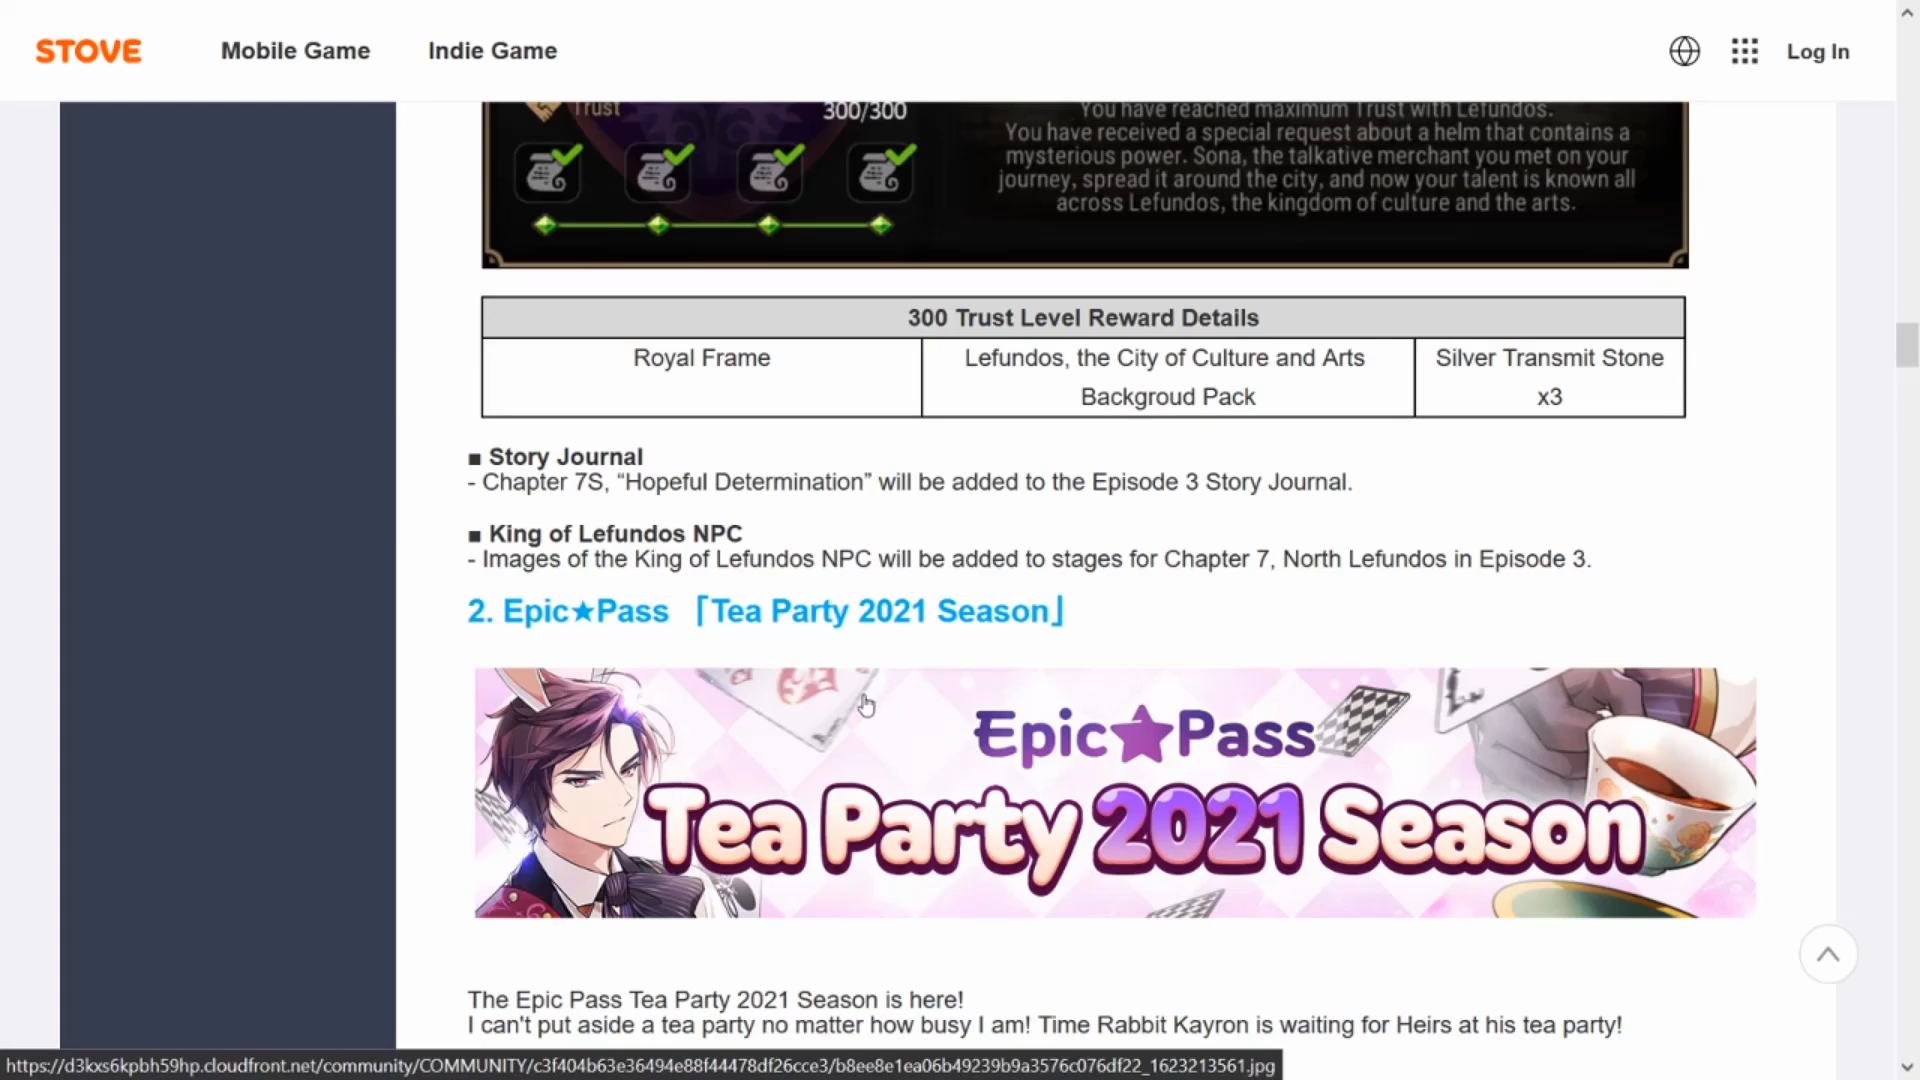 STOVE
Mobile Game
Indie Game
Log In
Trust
300/300
You have reached maximum Trust with Lefundos.
You have received a special request about a helm that contains a
mysterious power. Sona, the talkative merchant you met on your
journey, spread it around the city, and now your talent is known all
across Lefundos, the kingdom of culture and the arts.
300 Trust Level Reward Details
Royal Frame
Lefundos, the City of Culture and Arts
Backgroud Pack
Silver Transmit Stone
x3
■ Story Journal
- Chapter 7S, “Hopeful Determination” will be added to the Episode 3 Story Journal.
■ King of Lefundos NPC
- Images of the King of Lefundos NPC will be added to stages for Chapter 7, North Lefundos in Episode 3.
2. Epic★Pass 「Tea Party 2021 Season」
Epic★Pass
Tea Party 2021 Season
The Epic Pass Tea Party 2021 Season is here!
I can't put aside a tea party no matter how busy I am! Time Rabbit Kayron is waiting for Heirs at his tea party!
https://d3kxs6kpbh59hp.cloudfront.net/community/COMMUNITY/c3f404b63e36494e88f44478df26cce3/b8ee8e1ea06b49239b9a3576c076df22_1623213561.jpg